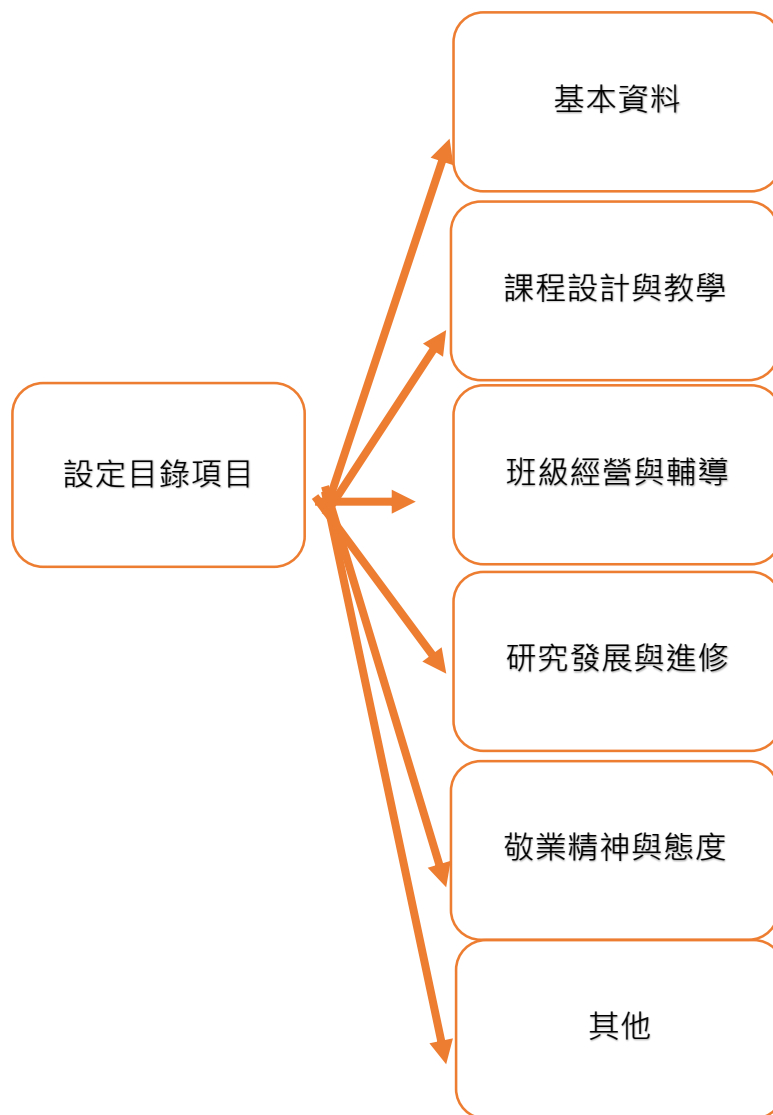 基本資料
課程設計與教學
設定目錄項目
班級經營與輔導
研究發展與進修
敬業精神與態度
其他